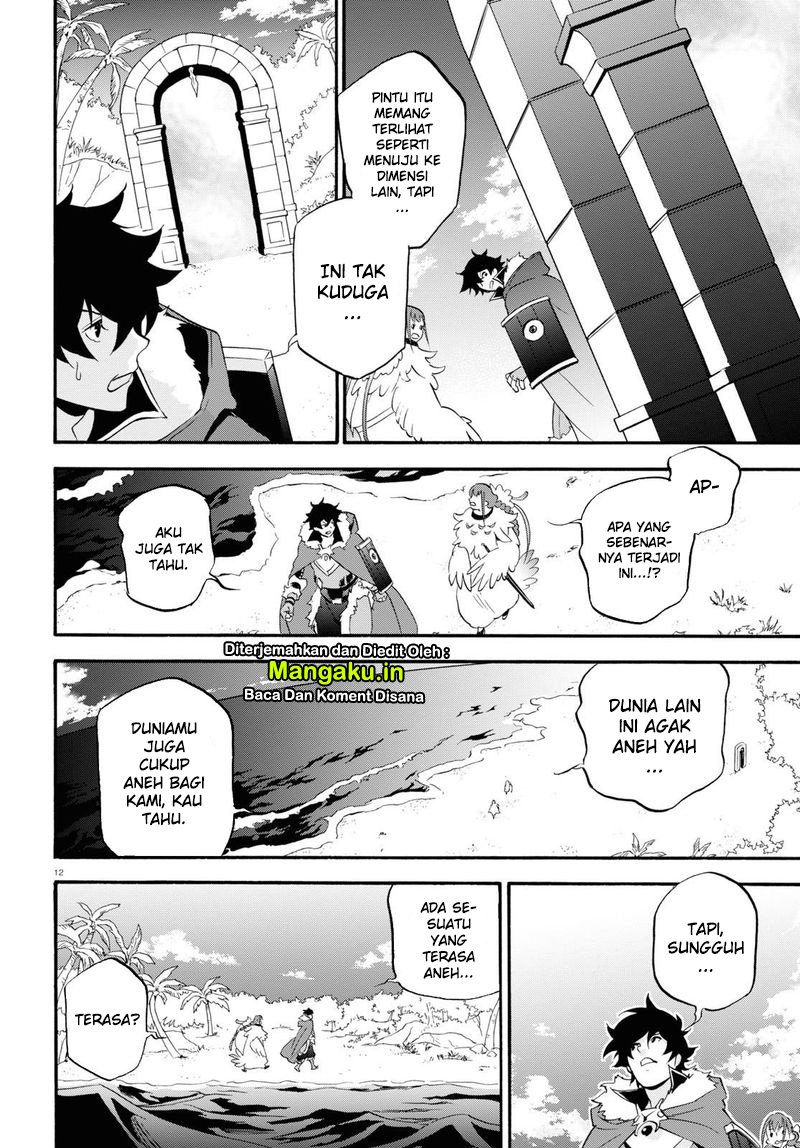 PINTU ITU
MEMANG
TERLIHAT
SEPERTI
MENUJU KE
DIMENSI
LAIN, TAPI
...
INI TAK
KUDUGA
...
AP-
APA YANG
SEBENAR-
NYA TERJADI
INI...!?
AKU
JUGA TAK
TAHU.
Diterjemahkan dan Diedit Oleh :
Mangaku.in
Baca Dan Koment Disana
DUNIA LAIN
INI AGAK
ANEH YAH
...
DUNIAMU
JUGA
CUKUP
ANEH BAGI
KAMI, KAU
TAHU.
12
TAPI,
SUNGGUH
...
ADA SE-
SUATU
YANG
TERASA
ANEH...
TERASA?